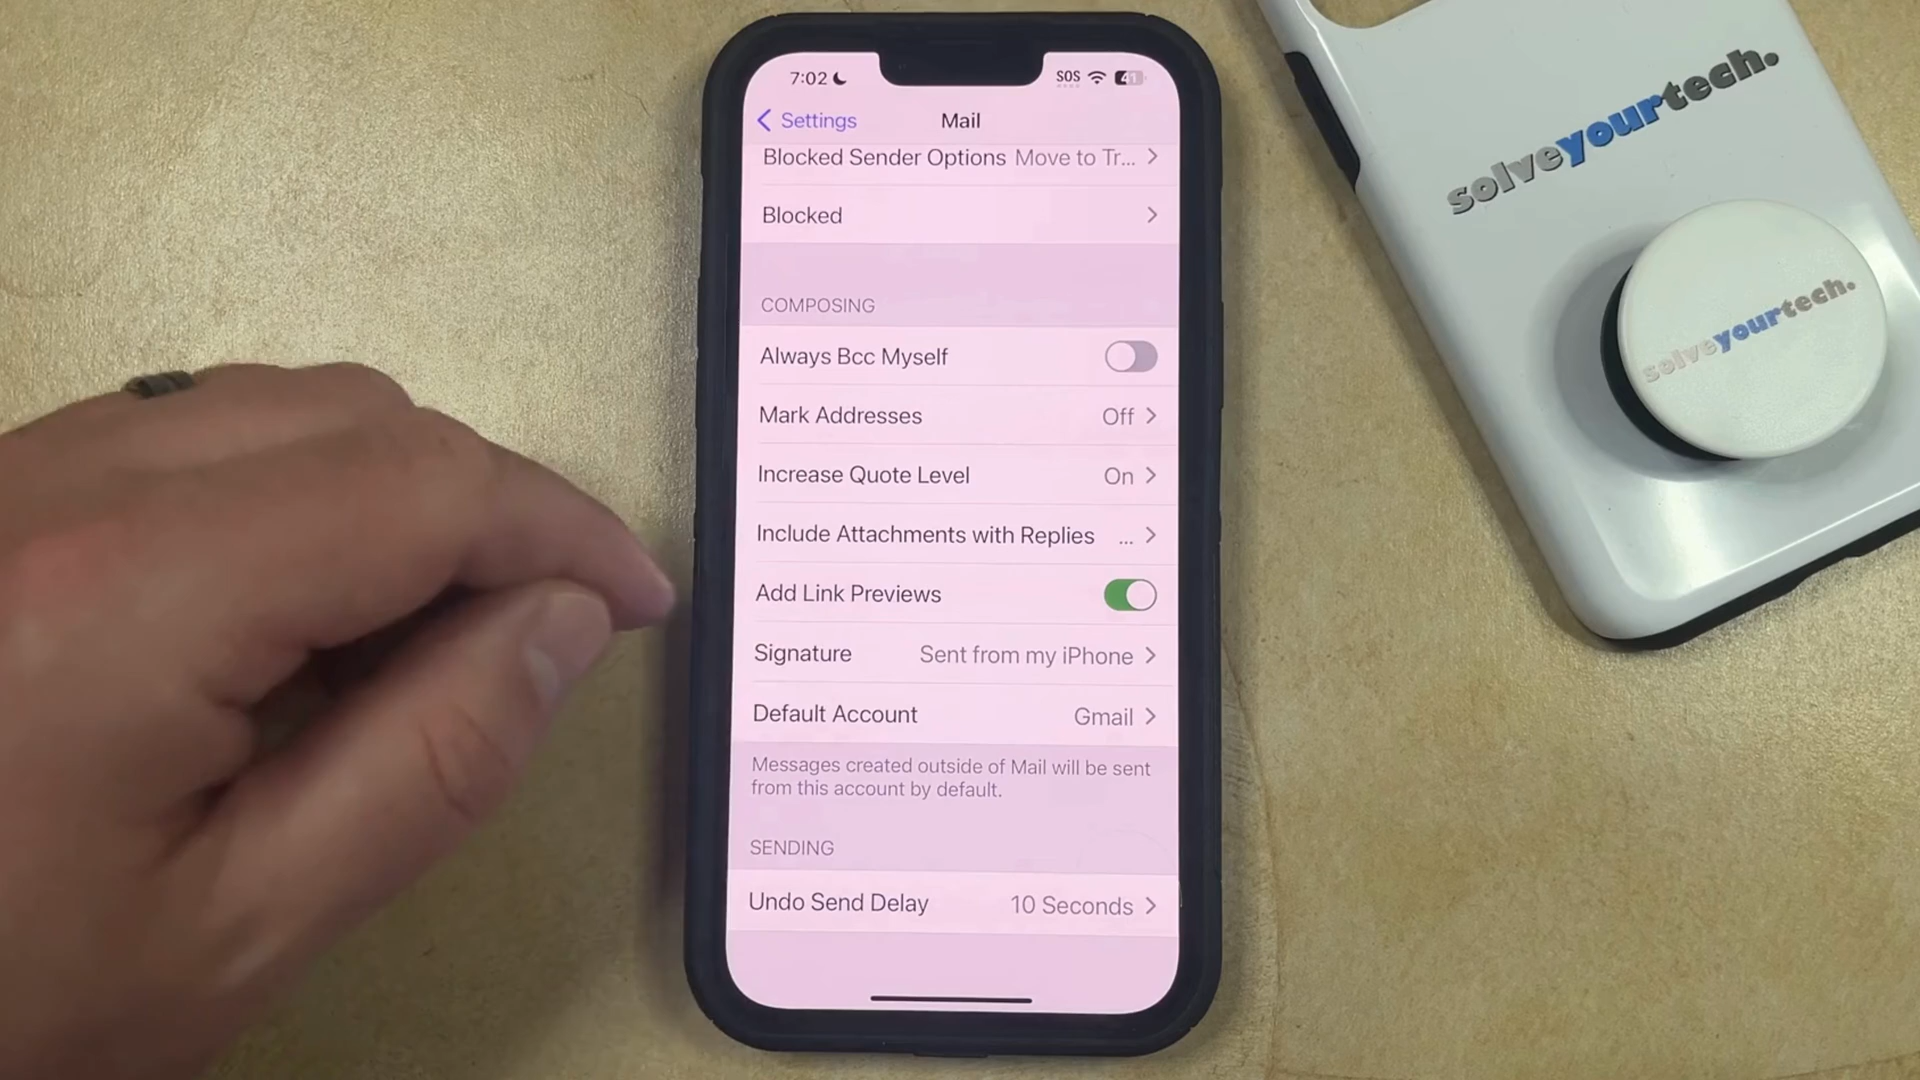 7:02
SOS
41
Settings
Mail
Blocked Sender Options Move to Tr...
Blocked
COMPOSING
Always Bcc Myself
Mark Addresses Off
Increase Quote Level On
Include Attachments with Replies ...
Add Link Previews
Signature Sent from my iPhone
Default Account Gmail
Messages created outside of Mail will be sent
from this account by default.
SENDING
Undo Send Delay 10 Seconds
solveyourtech.
solveyourtech.